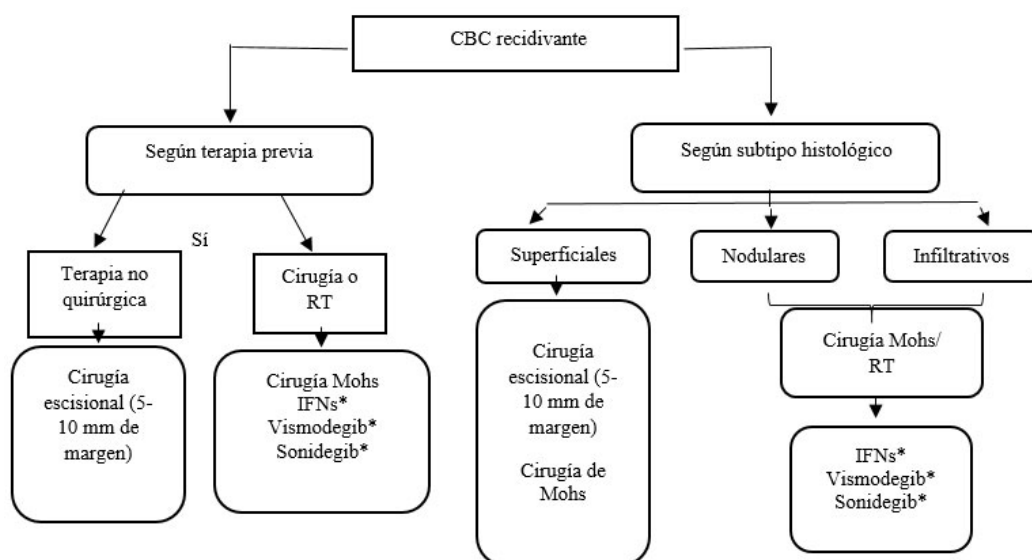 CBC recidivante
Según terapia previa
Según subtipo histológico
Sí
Terapia no
quirúrgica
Cirugía o
RT
Superficiales
Nodulares
Infiltrativos
Cirugía
escisional (5-
10 mm de
margen)
Cirugía Mohs
IFNs*
Vismodegib*
Sonidegib*
Cirugía
escisional (5-
10 mm de
margen)
Cirugía de
Mohs
Cirugía Mohs/
RT
IFNs*
Vismodegib*
Sonidegib*